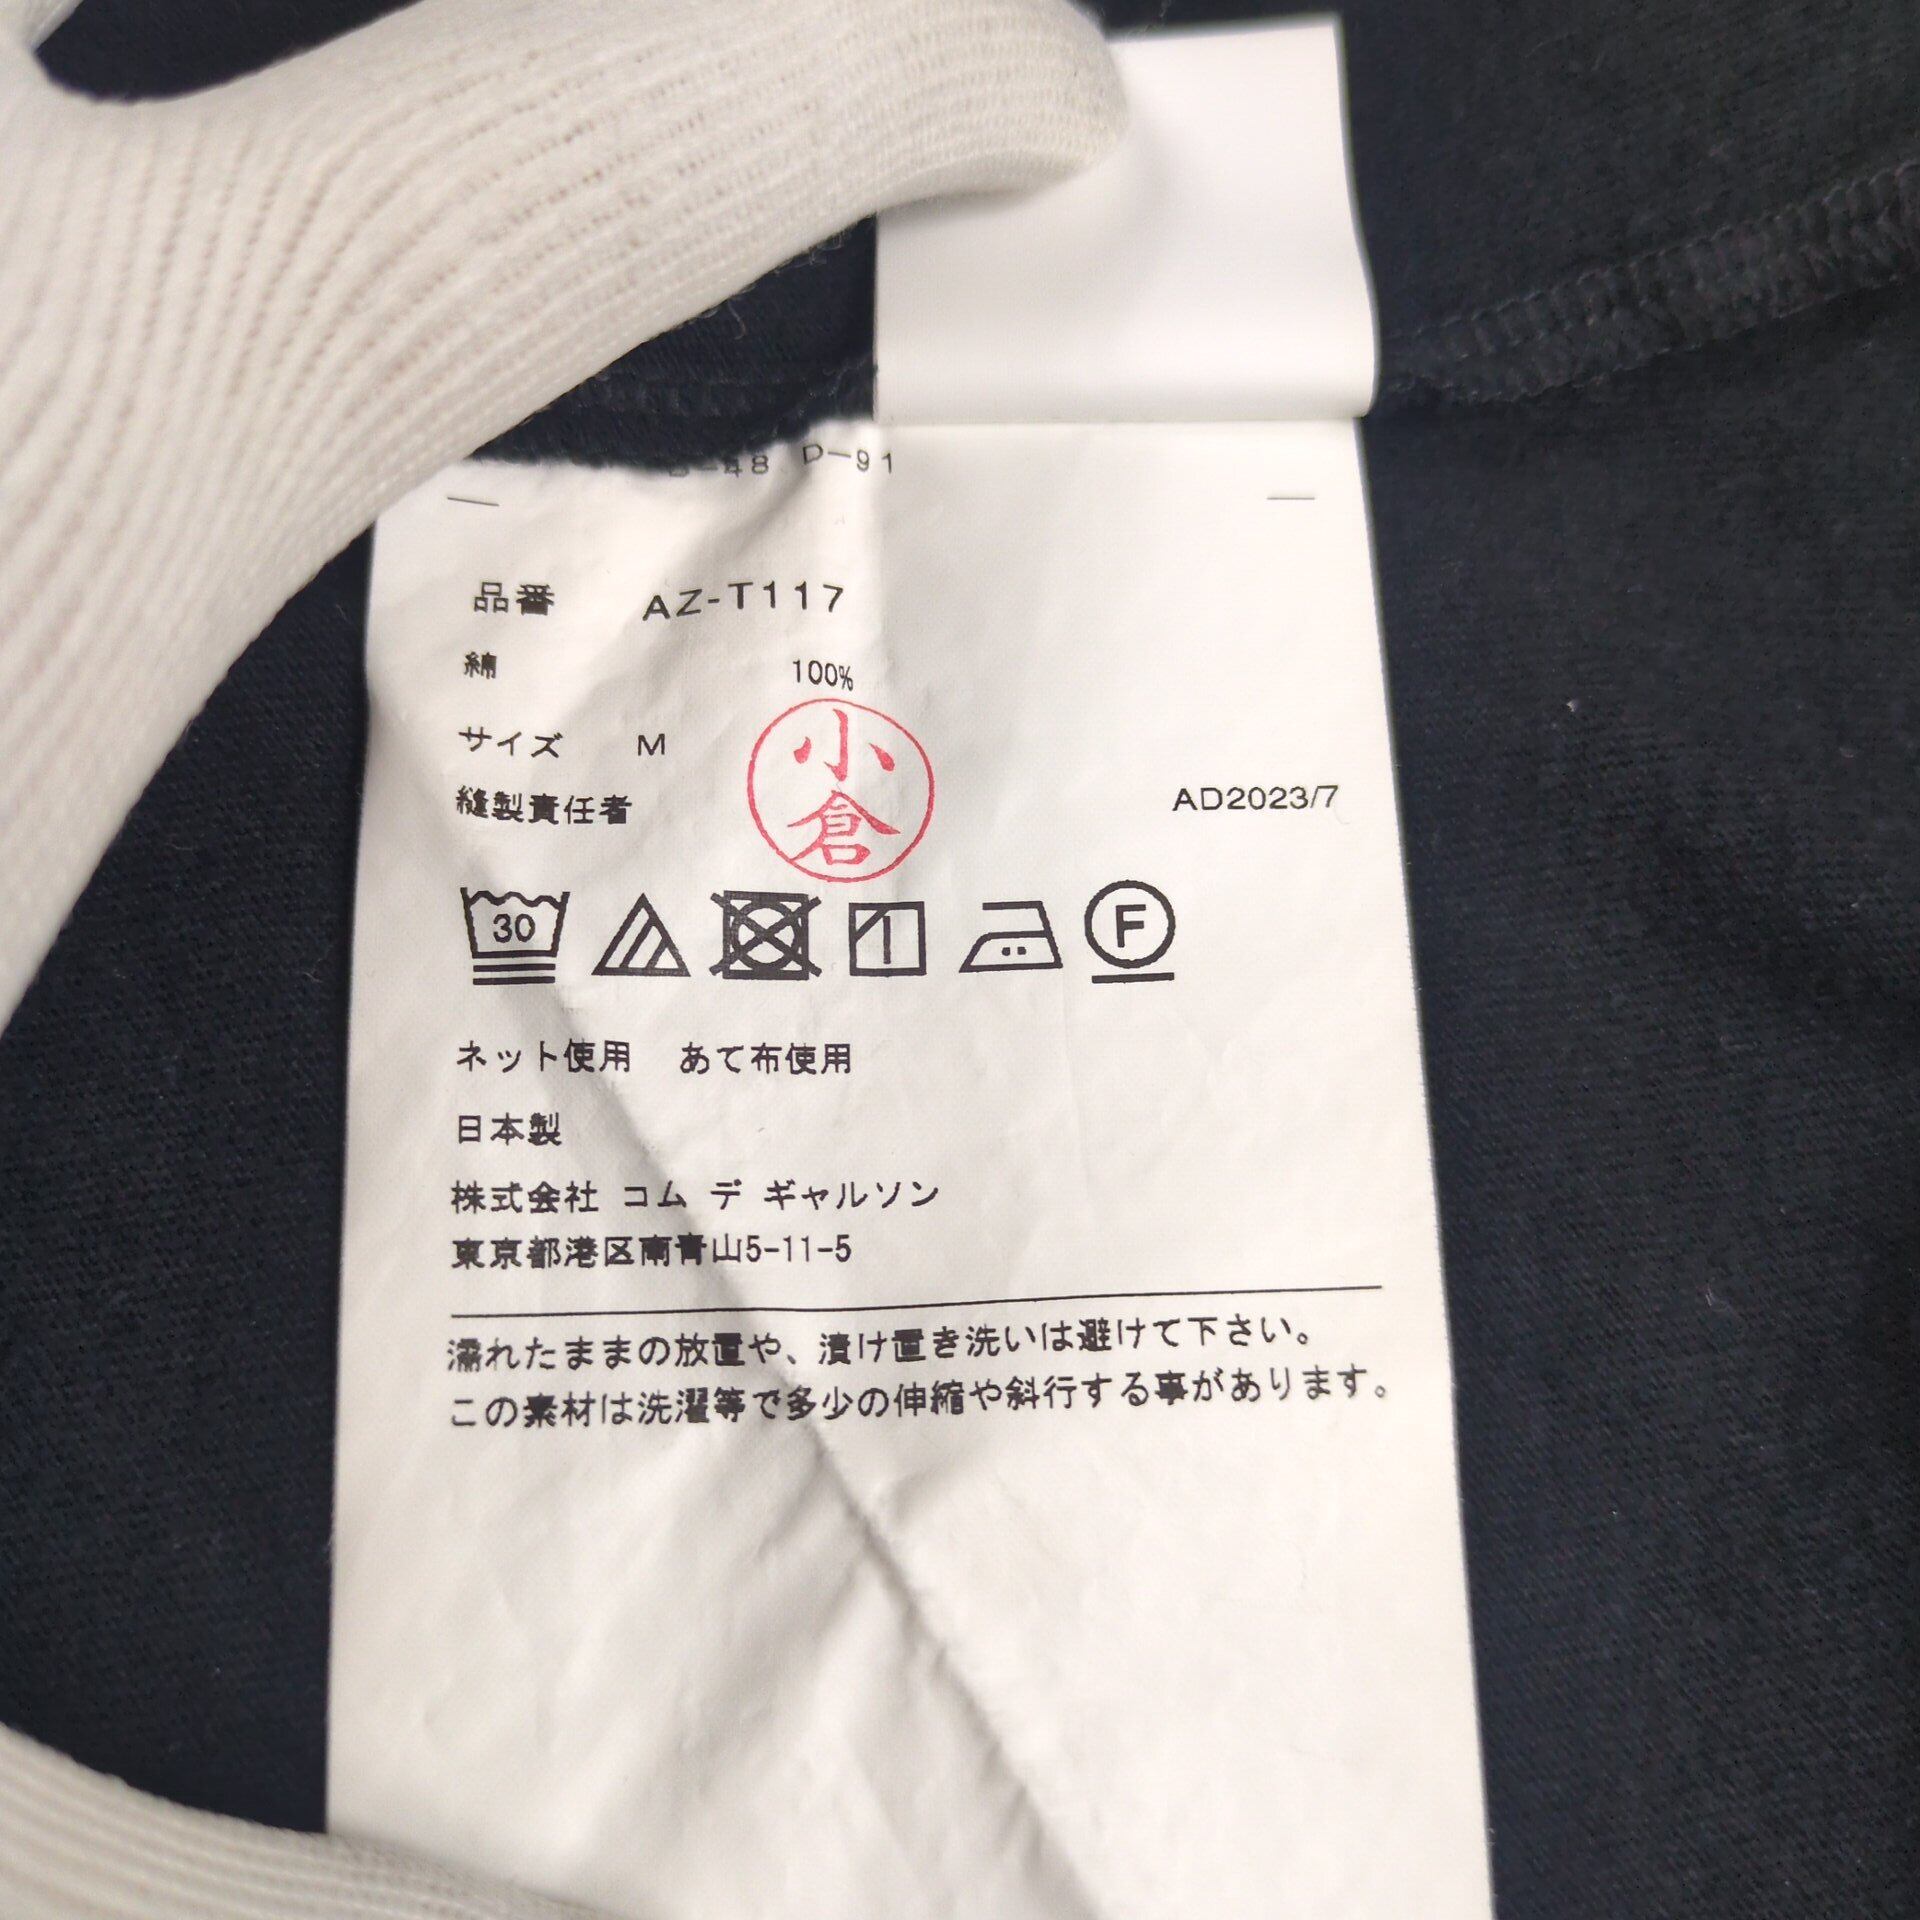 48 D-91
品番 AZ-T117
綿 100%
サイズ M
小倉
縫製責任者 AD2023/7
30 F
ネット使用 あて布使用
日本製
株式会社 コム デ ギャルソン
東京都港区南青山5-11-5
濡れたままの放置や、漬け置き洗いは避けて下さい。
この素材は洗濯等で多少の伸縮や斜行する事があります。